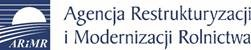 ARiMR
Agencja Restrukturyzacji
i Modernizacji Rolnictwa